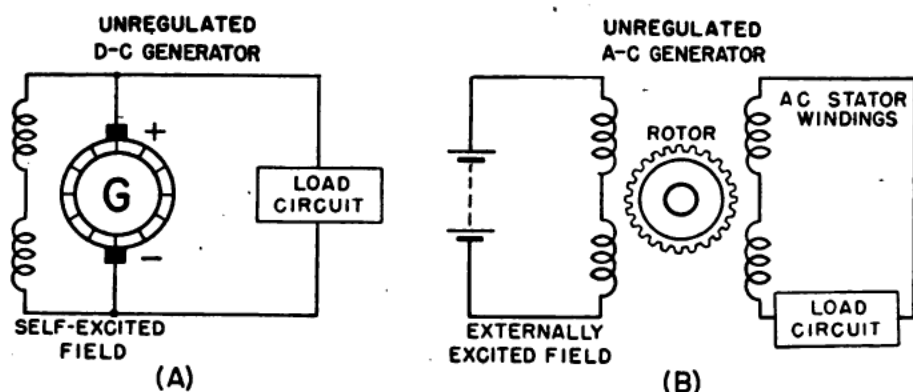 UNREGULATED
D-C GENERATOR
+
G
−
LOAD
CIRCUIT
SELF-EXCITED
FIELD
(A)
UNREGULATED
A-C GENERATOR
ROTOR
AC STATOR
WINDINGS
LOAD
CIRCUIT
EXTERNALLY
EXCITED FIELD
(B)